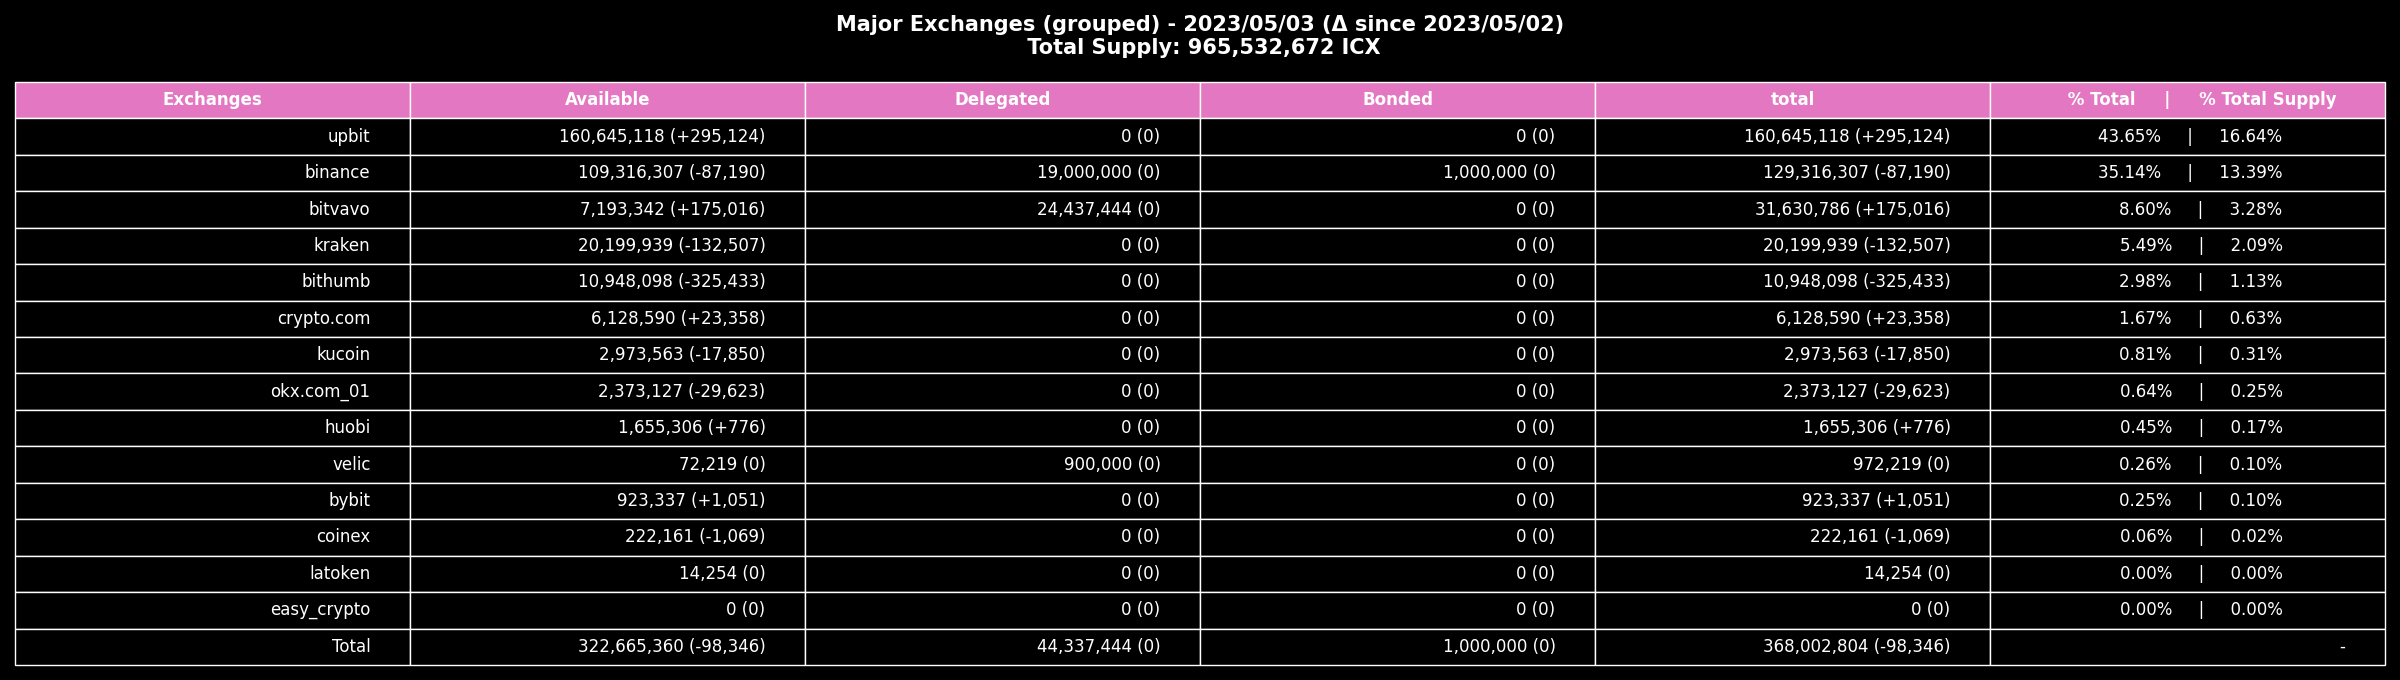 Major Exchanges (grouped) - 2023/05/03 (Δ since 2023/05/02)
Total Supply: 965,532,672 ICX
Exchanges Available Delegated Bonded total % Total | % Total Supply
upbit 160,645,118 (+295,124) 0 (0) 0 (0) 160,645,118 (+295,124) 43.65% | 16.64%
binance 109,316,307 (-87,190) 19,000,000 (0) 1,000,000 (0) 129,316,307 (-87,190) 35.14% | 13.39%
bitvavo 7,193,342 (+175,016) 24,437,444 (0) 0 (0) 31,630,786 (+175,016) 8.60% | 3.28%
kraken 20,199,939 (-132,507) 0 (0) 0 (0) 20,199,939 (-132,507) 5.49% | 2.09%
bithumb 10,948,098 (-325,433) 0 (0) 0 (0) 10,948,098 (-325,433) 2.98% | 1.13%
crypto.com 6,128,590 (+23,358) 0 (0) 0 (0) 6,128,590 (+23,358) 1.67% | 0.63%
kucoin 2,973,563 (-17,850) 0 (0) 0 (0) 2,973,563 (-17,850) 0.81% | 0.31%
okx.com_01 2,373,127 (-29,623) 0 (0) 0 (0) 2,373,127 (-29,623) 0.64% | 0.25%
huobi 1,655,306 (+776) 0 (0) 0 (0) 1,655,306 (+776) 0.45% | 0.17%
velic 72,219 (0) 900,000 (0) 0 (0) 972,219 (0) 0.26% | 0.10%
bybit 923,337 (+1,051) 0 (0) 0 (0) 923,337 (+1,051) 0.25% | 0.10%
coinex 222,161 (-1,069) 0 (0) 0 (0) 222,161 (-1,069) 0.06% | 0.02%
latoken 14,254 (0) 0 (0) 0 (0) 14,254 (0) 0.00% | 0.00%
easy_crypto 0 (0) 0 (0) 0 (0) 0 (0) 0.00% | 0.00%
Total 322,665,360 (-98,346) 44,337,444 (0) 1,000,000 (0) 368,002,804 (-98,346) -